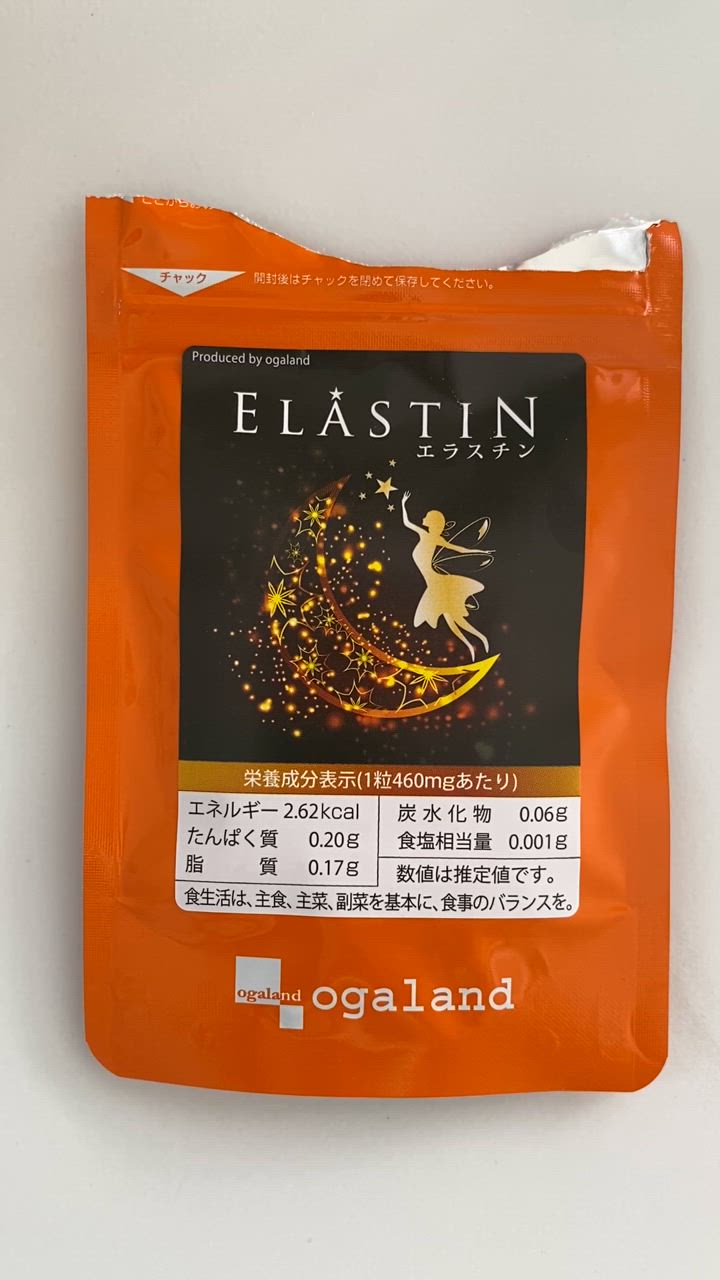 チャック
開封後はチャックを閉めて保存してください。
Produced by ogaland
ELASTIN
エラスチン
栄養成分表示(1粒460mgあたり)
エネルギー 2.62kcal
たんぱく質 0.20g
脂質 0.17g
炭水化物 0.06g
食塩相当量 0.001g
数値は推定値です。
食生活は、主食、主菜、副菜を基本に、食事のバランスを。
ogaland
ogaland